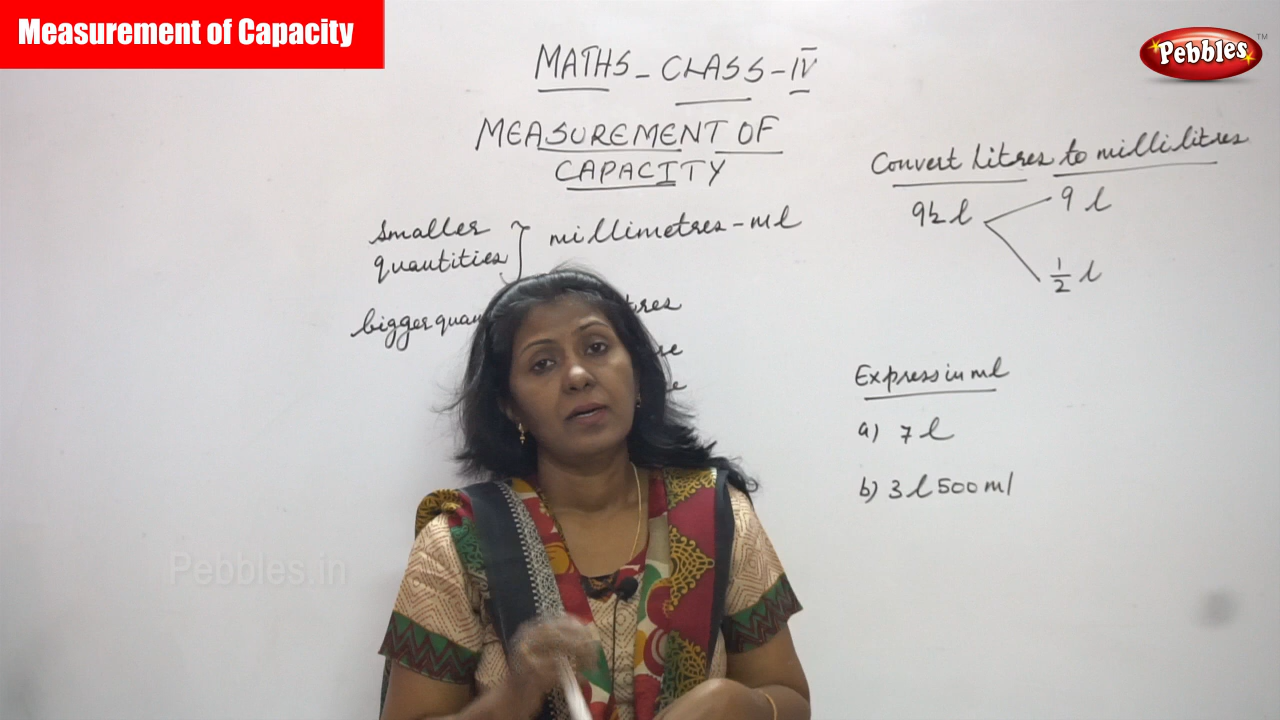 Measurement of Capacity
Pebbles TM
MATHS - CLASS - IV
MEASUREMENT OF
CAPACITY
smaller
quantities } millimetres - ml
bigger
Convert litres to millilitres
9½ l
9 l
1/2 l
Express in ml
a) 7 l
b) 3 l 500 ml
Pebbles.in